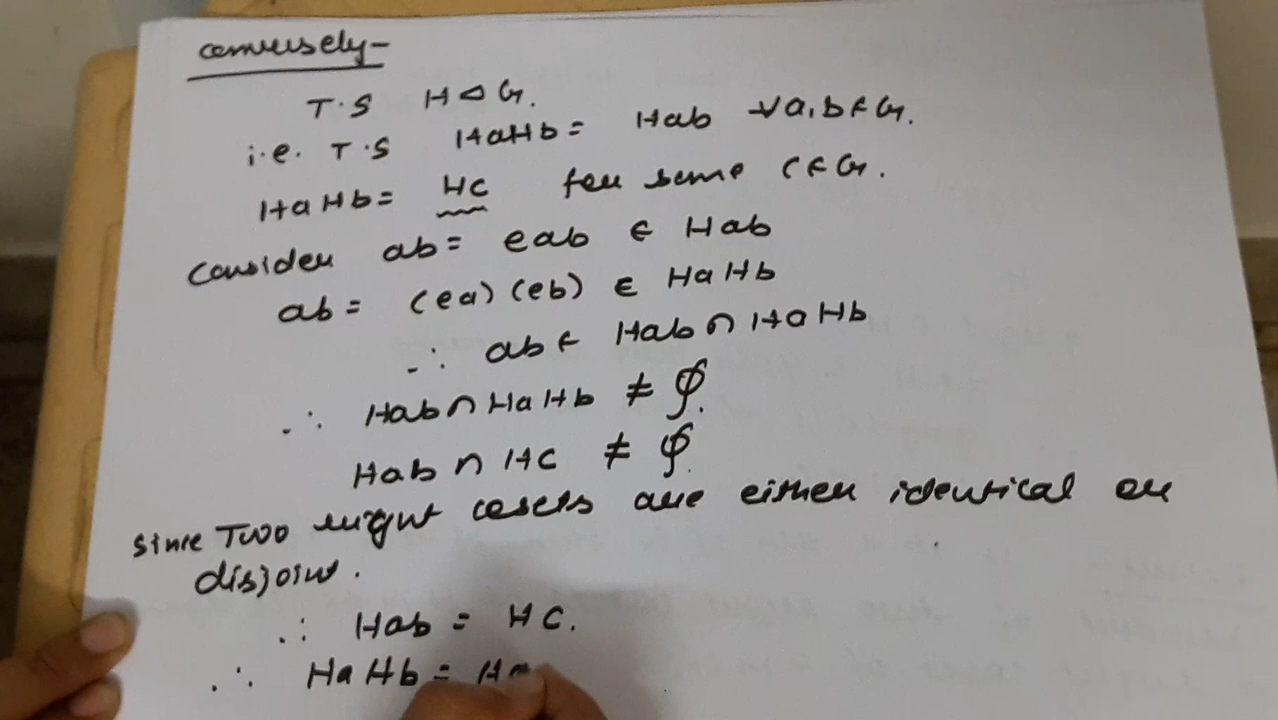 conversely-
T.S H⊲G.
i.e. T.S HaHb= Hab ∀a,b∈G.
HaHb= HC for some C∈G.
Consider ab= eab ∈ Hab
ab= (ea)(eb) ∈ HaHb
∴ ab∈ Hab∩HaHb
∴ Hab∩HaHb ≠ φ.
Hab∩HC ≠ φ.
since Two right cosets are either identical or
disjoint.
∴ Hab = HC.
∴ HaHb = Ha